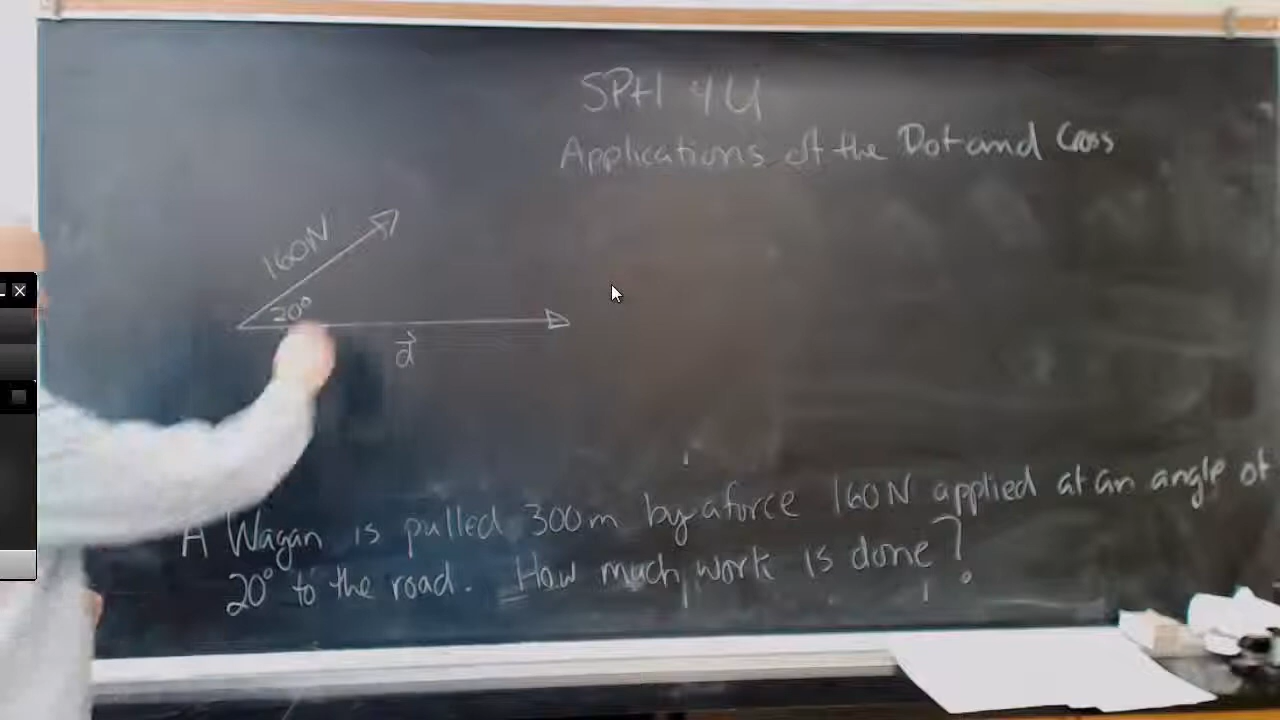 SPH 4U
Applications of the Dot and Cross
160N
20°
d
A Wagan is pulled 300m by a force 160N applied at an angle of
20° to the road. How much work is done?